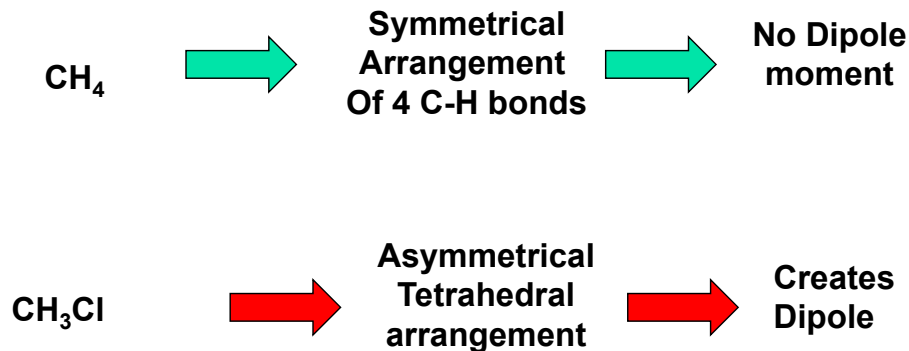 CH₄
Symmetrical
Arrangement
Of 4 C-H bonds
No Dipole
moment
CH₃Cl
Asymmetrical
Tetrahedral
arrangement
Creates
Dipole